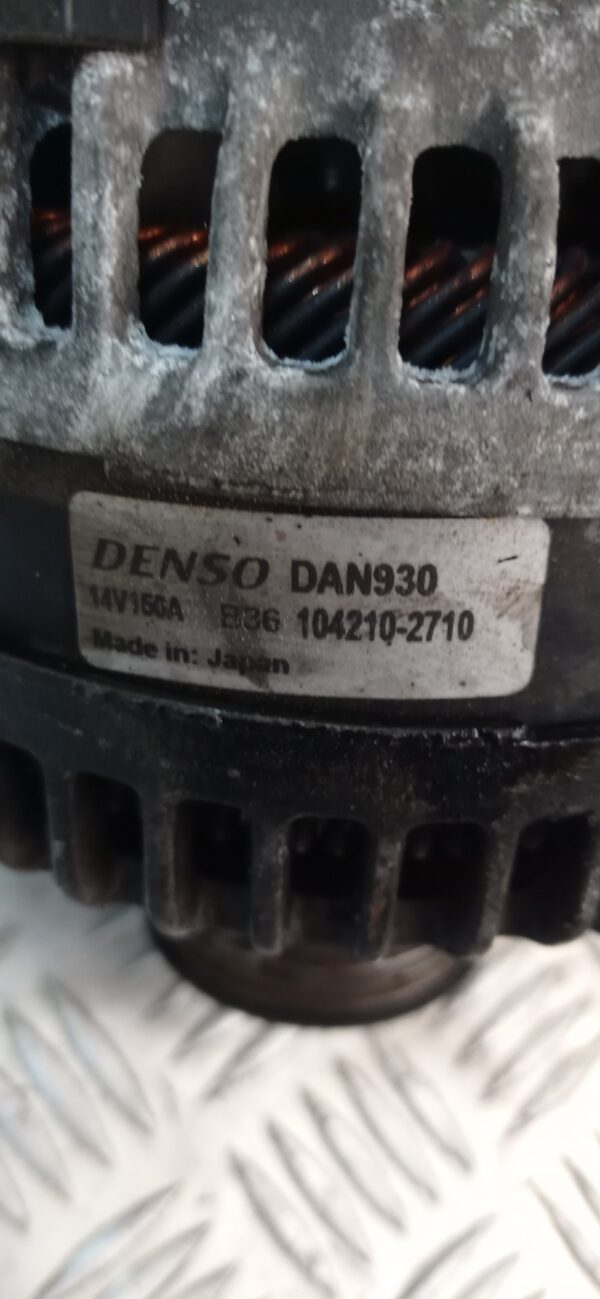 DENSO DAN930
14V150A B36 104210-2710
Made in: Japan